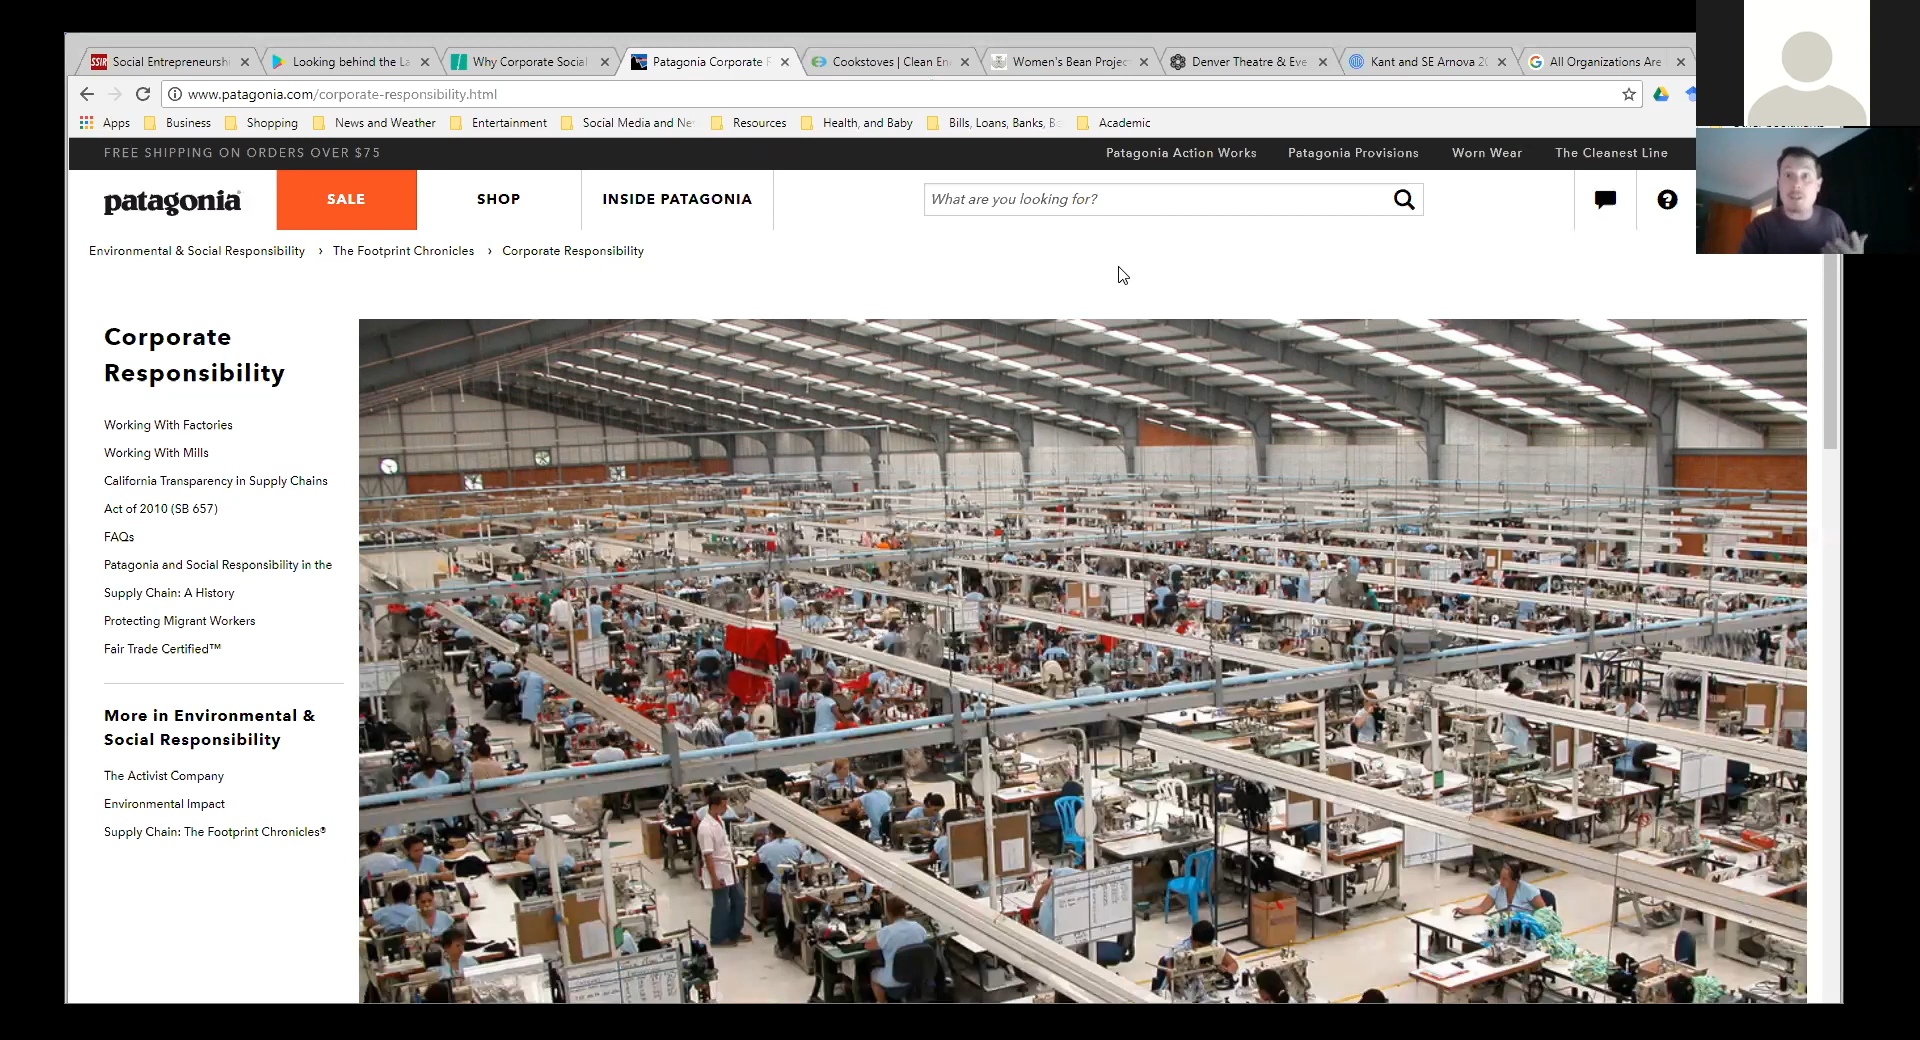 SSIR Social Entrepreneursh
Looking behind the La
Why Corporate Social
Patagonia Corporate R
Cookstoves | Clean En
Women's Bean Projec
Denver Theatre & Eve
Kant and SE Arnova 20
All Organizations Are
www.patagonia.com/corporate-responsibility.html
Apps
Business
Shopping
News and Weather
Entertainment
Social Media and Ne
Resources
Health, and Baby
Bills, Loans, Banks, B
Academic
FREE SHIPPING ON ORDERS OVER $75
Patagonia Action Works
Patagonia Provisions
Worn Wear
The Cleanest Line
patagonia
SALE
SHOP
INSIDE PATAGONIA
What are you looking for?
Environmental & Social Responsibility › The Footprint Chronicles › Corporate Responsibility
Corporate
Responsibility
Working With Factories
Working With Mills
California Transparency in Supply Chains
Act of 2010 (SB 657)
FAQs
Patagonia and Social Responsibility in the
Supply Chain: A History
Protecting Migrant Workers
Fair Trade Certified™
More in Environmental &
Social Responsibility
The Activist Company
Environmental Impact
Supply Chain: The Footprint Chronicles®